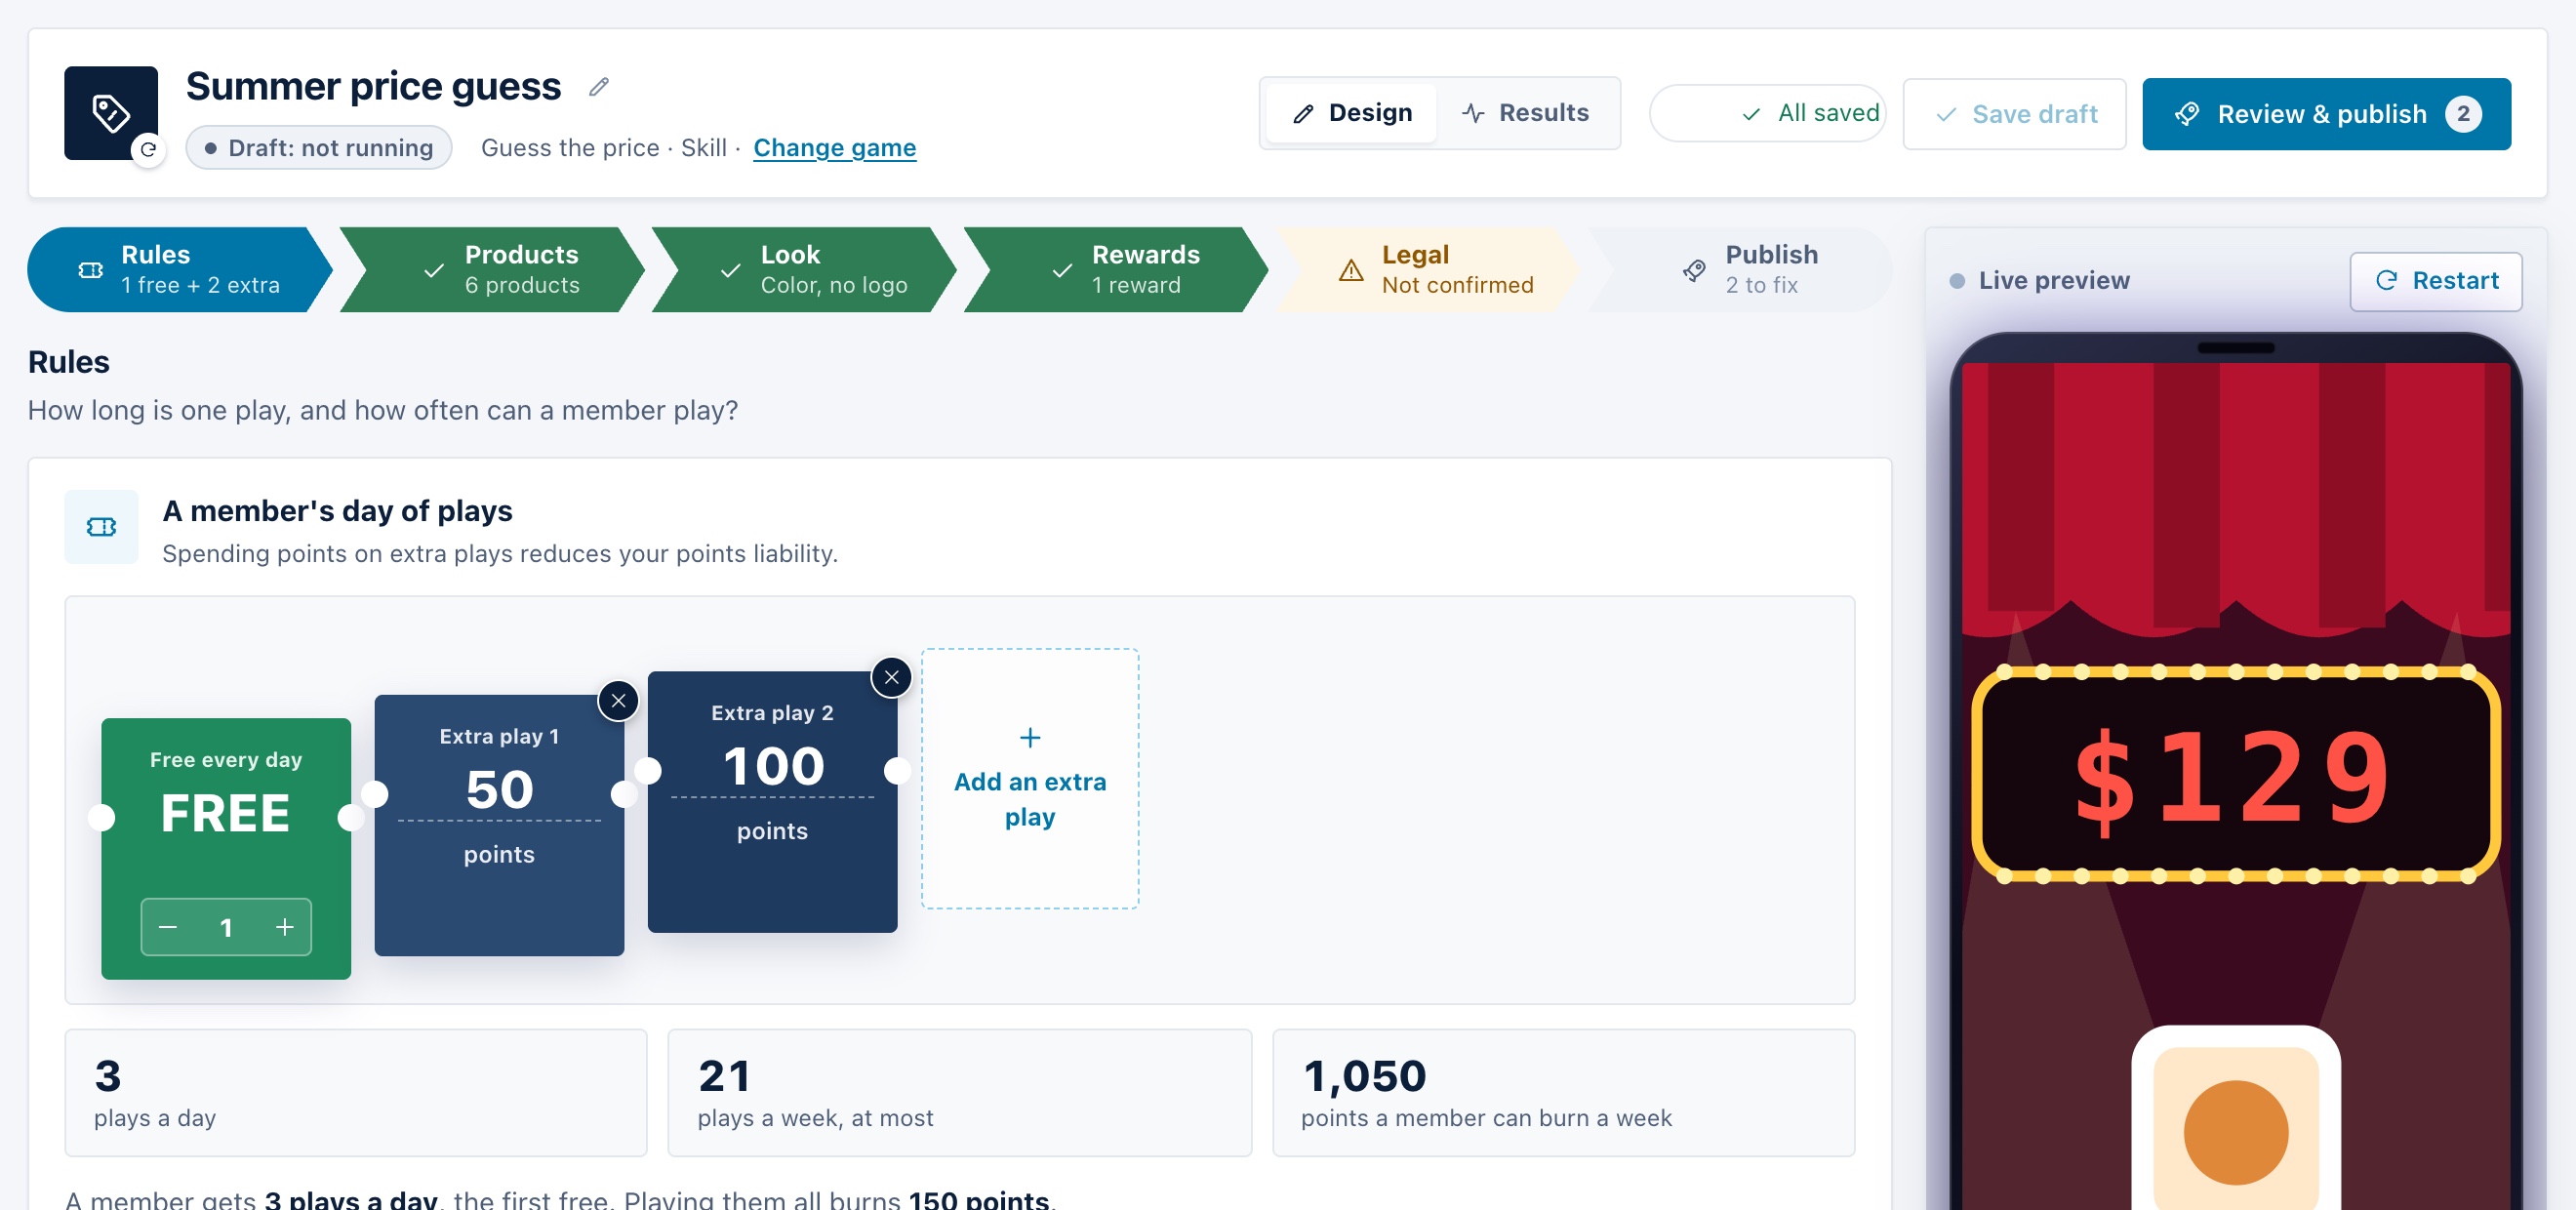 Summer price guess
Draft: not running
Guess the price · Skill · Change game
Design
Results
All saved
Save draft
Review & publish 2
Rules
1 free + 2 extra
Products
6 products
Look
Color, no logo
Rewards
1 reward
Legal
Not confirmed
Publish
2 to fix
Live preview
Restart
Rules
How long is one play, and how often can a member play?
A member's day of plays
Spending points on extra plays reduces your points liability.
Free every day
FREE
1
Extra play 1
50
points
Extra play 2
100
points
Add an extra
play
$129
3
plays a day
21
plays a week, at most
1,050
points a member can burn a week
A member gets 3 plays a day, the first free. Playing them all burns 150 points.